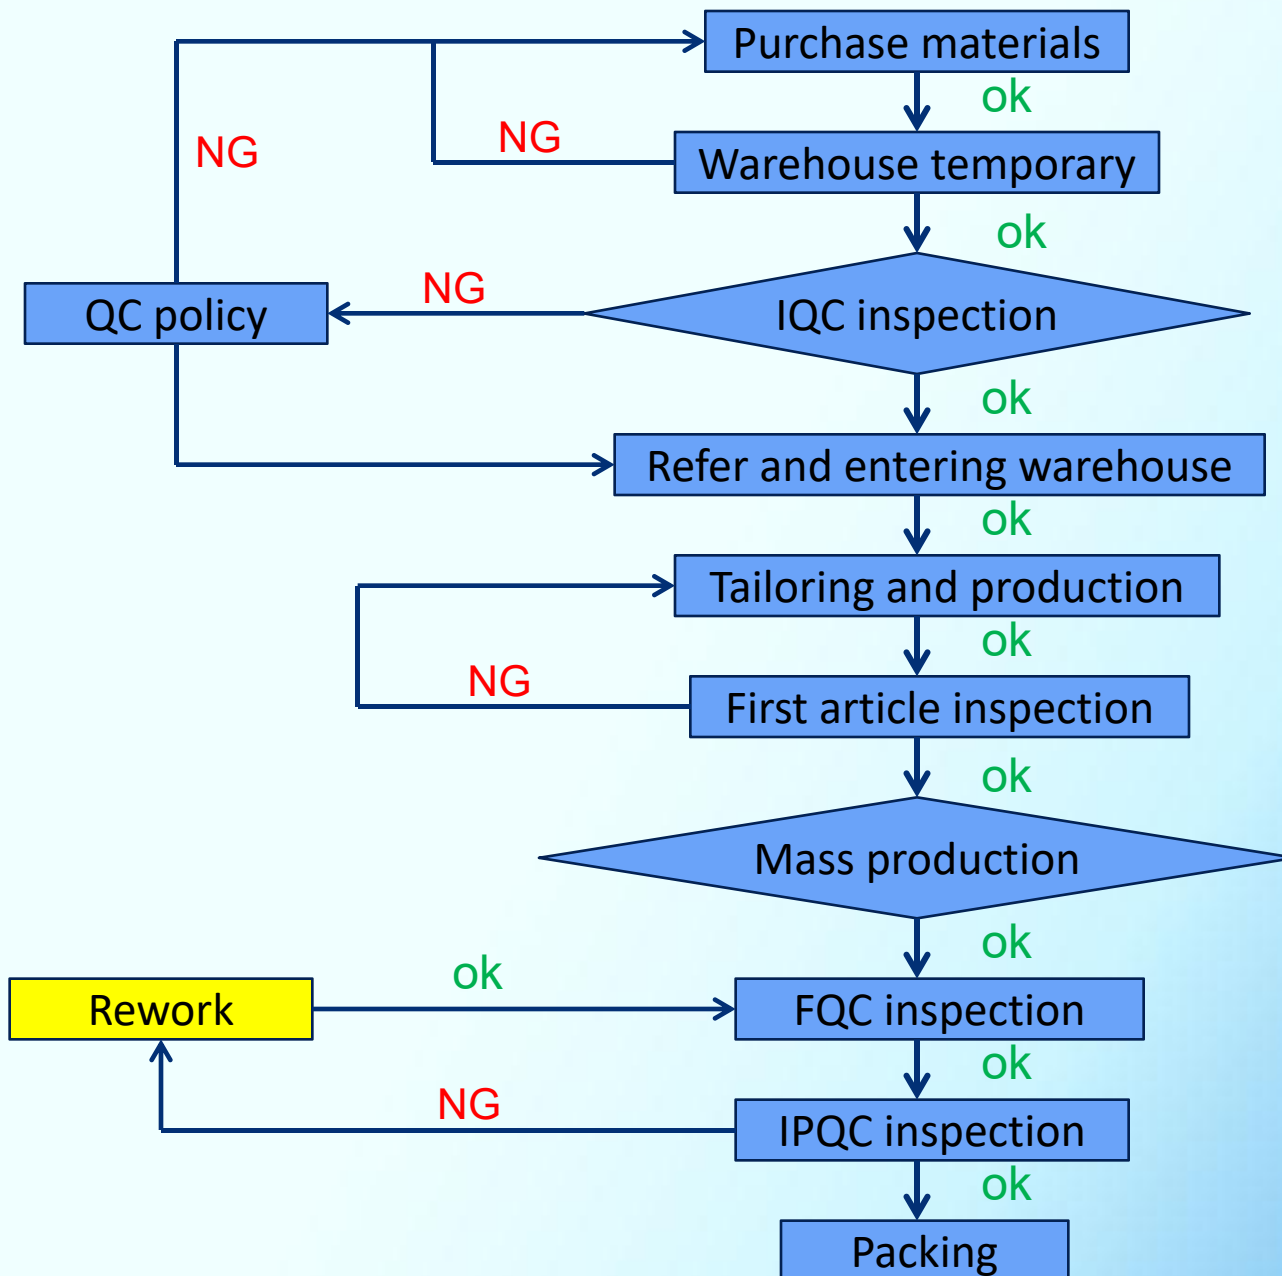 Purchase materials
ok
NG
NG
Warehouse temporary
ok
NG
QC policy
IQC inspection
ok
Refer and entering warehouse
ok
Tailoring and production
ok
NG
First article inspection
ok
Mass production
ok
ok
Rework
FQC inspection
ok
NG
IPQC inspection
ok
Packing